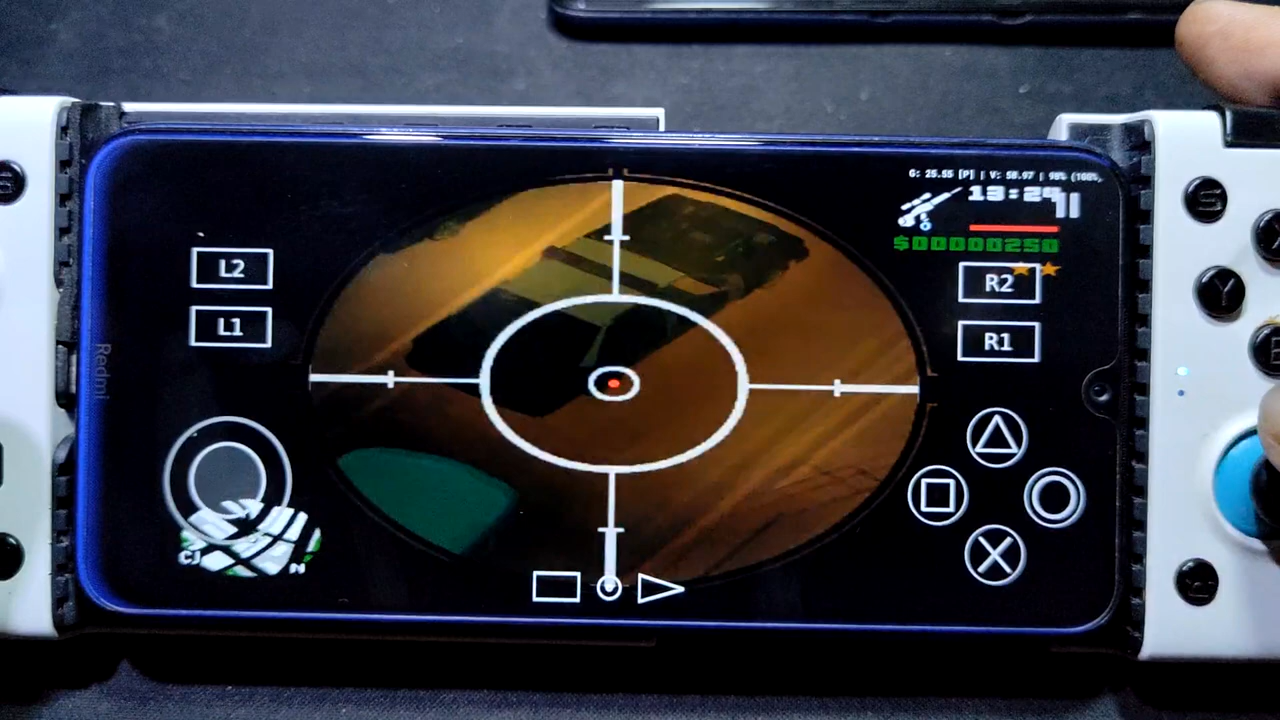 G: 25.55 [P] | V: 58.97 | 98% (100%,
13:29
$00000250
L2
R2
L1
R1
Redmi
CJ
N
S
Y